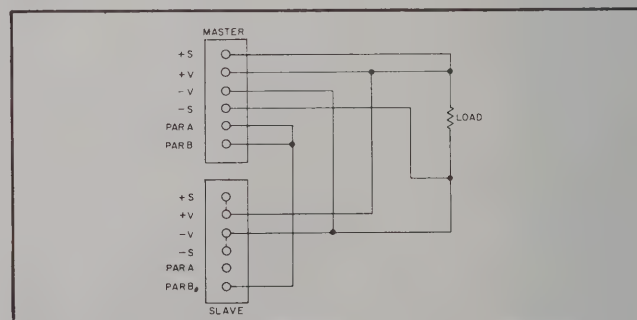 MASTER
+S
+V
-V
-S
PAR A
PAR B
LOAD
+S
+V
-V
-S
PAR A
PAR B
SLAVE